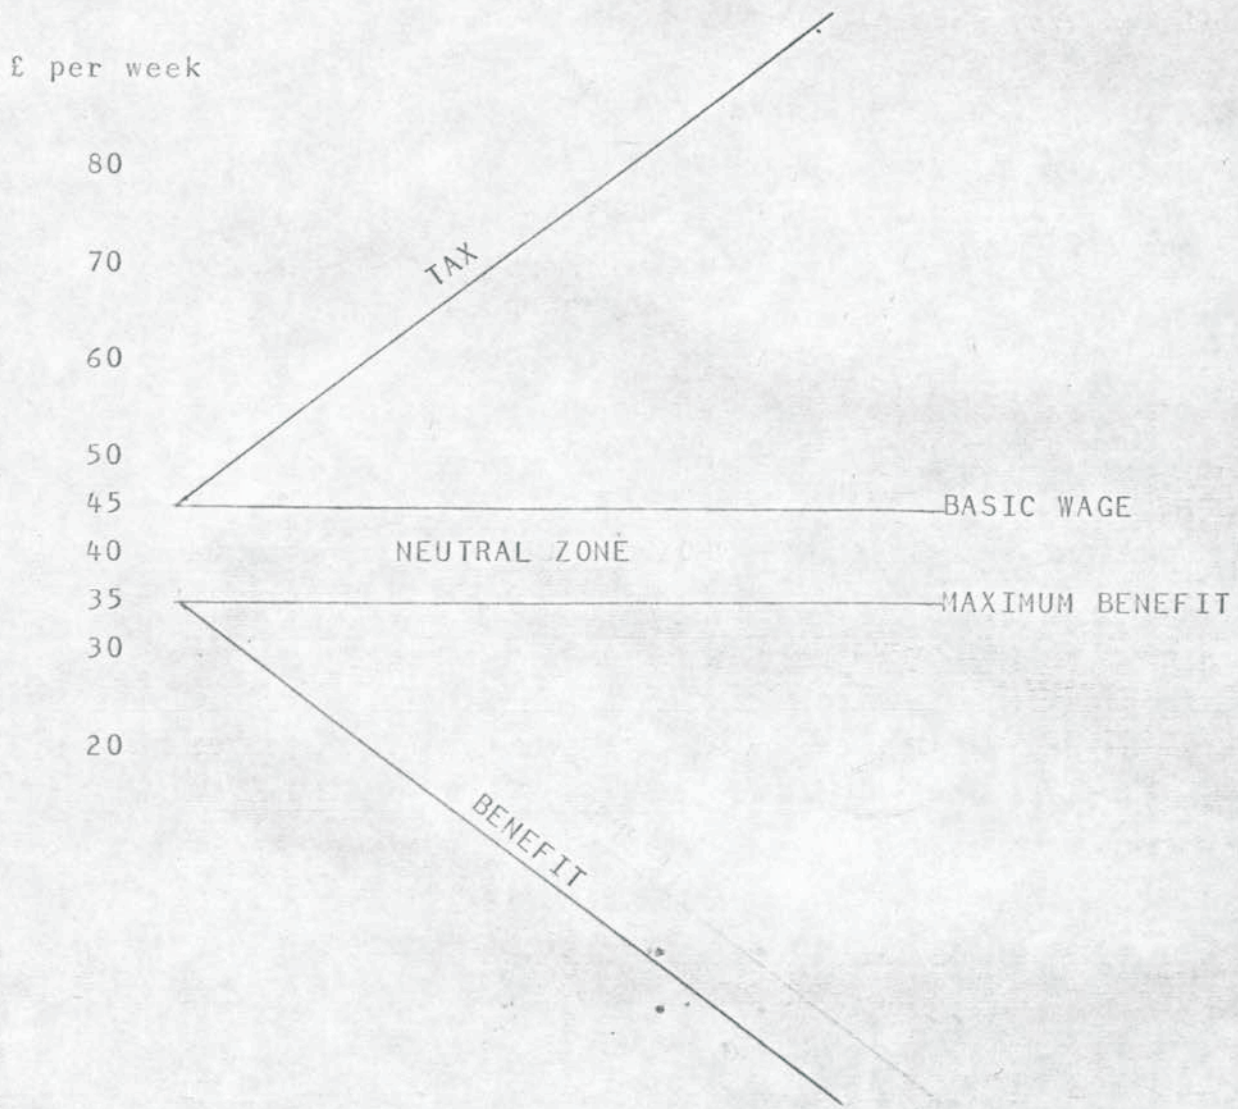 £ per week
80
TAX
70
60
50
45 BASIC WAGE
40 NEUTRAL ZONE
35 MAXIMUM BENEFIT
30
20
BENEFIT